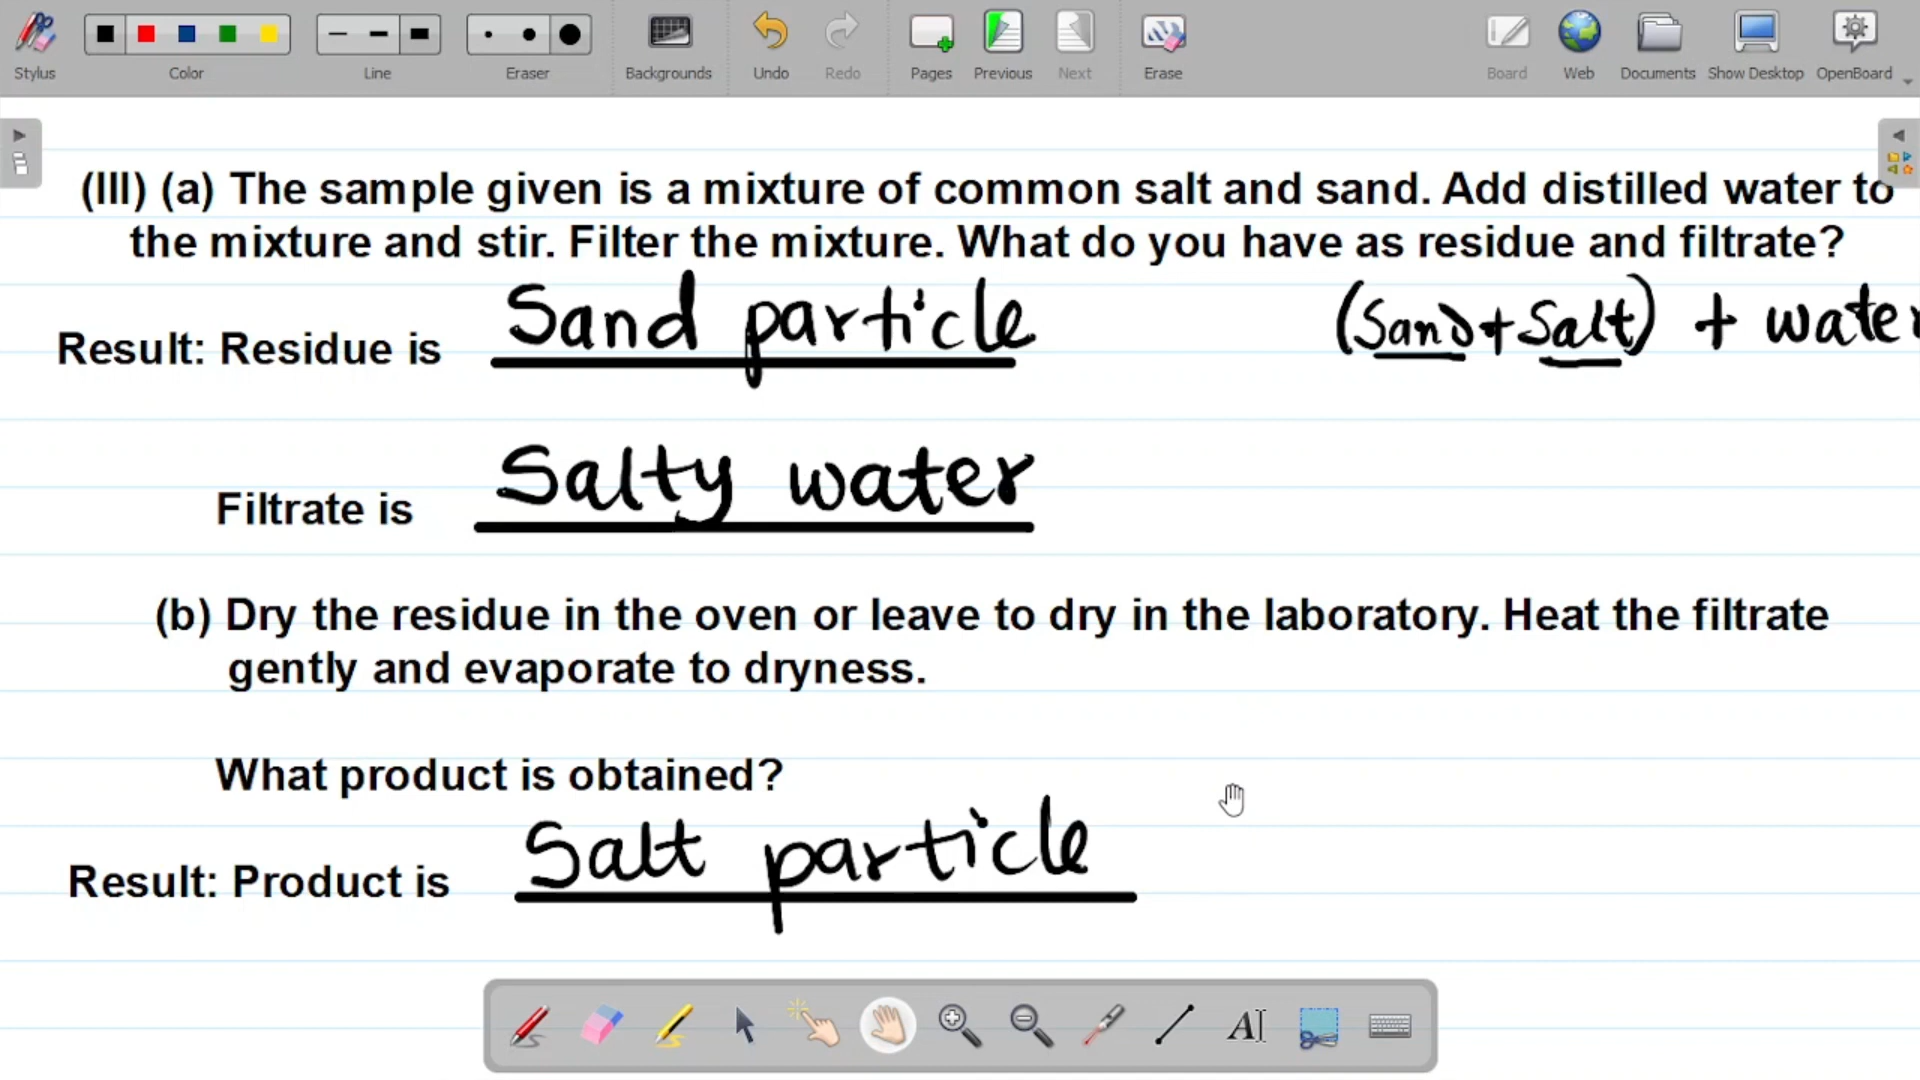 Stylus Color Line Eraser Backgrounds Undo Redo Pages Previous Next Erase Board Web Documents Show Desktop OpenBoard
(III) (a) The sample given is a mixture of common salt and sand. Add distilled water to
the mixture and stir. Filter the mixture. What do you have as residue and filtrate?
Result: Residue is Sand particle (Sand+Salt) + water
Filtrate is Salty water
(b) Dry the residue in the oven or leave to dry in the laboratory. Heat the filtrate
gently and evaporate to dryness.
What product is obtained?
Result: Product is Salt particle